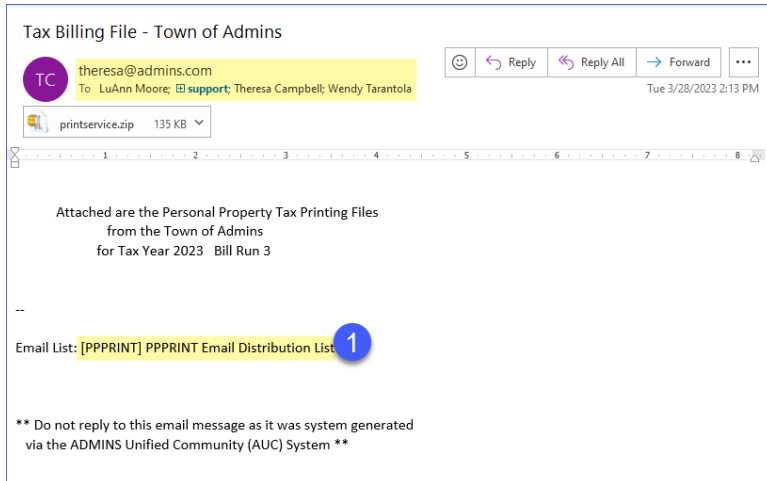 Tax Billing File - Town of Admins
TC
theresa@admins.com
To LuAnn Moore; support; Theresa Campbell; Wendy Tarantola
Reply
Reply All
Forward
Tue 3/28/2023 2:13 PM
printservice.zip 135 KB
1 2 3 4 5 6 7 8
Attached are the Personal Property Tax Printing Files
from the Town of Admins
for Tax Year 2023 Bill Run 3
--
Email List: [PPPRINT] PPPRINT Email Distribution List
1
** Do not reply to this email message as it was system generated
via the ADMINS Unified Community (AUC) System **